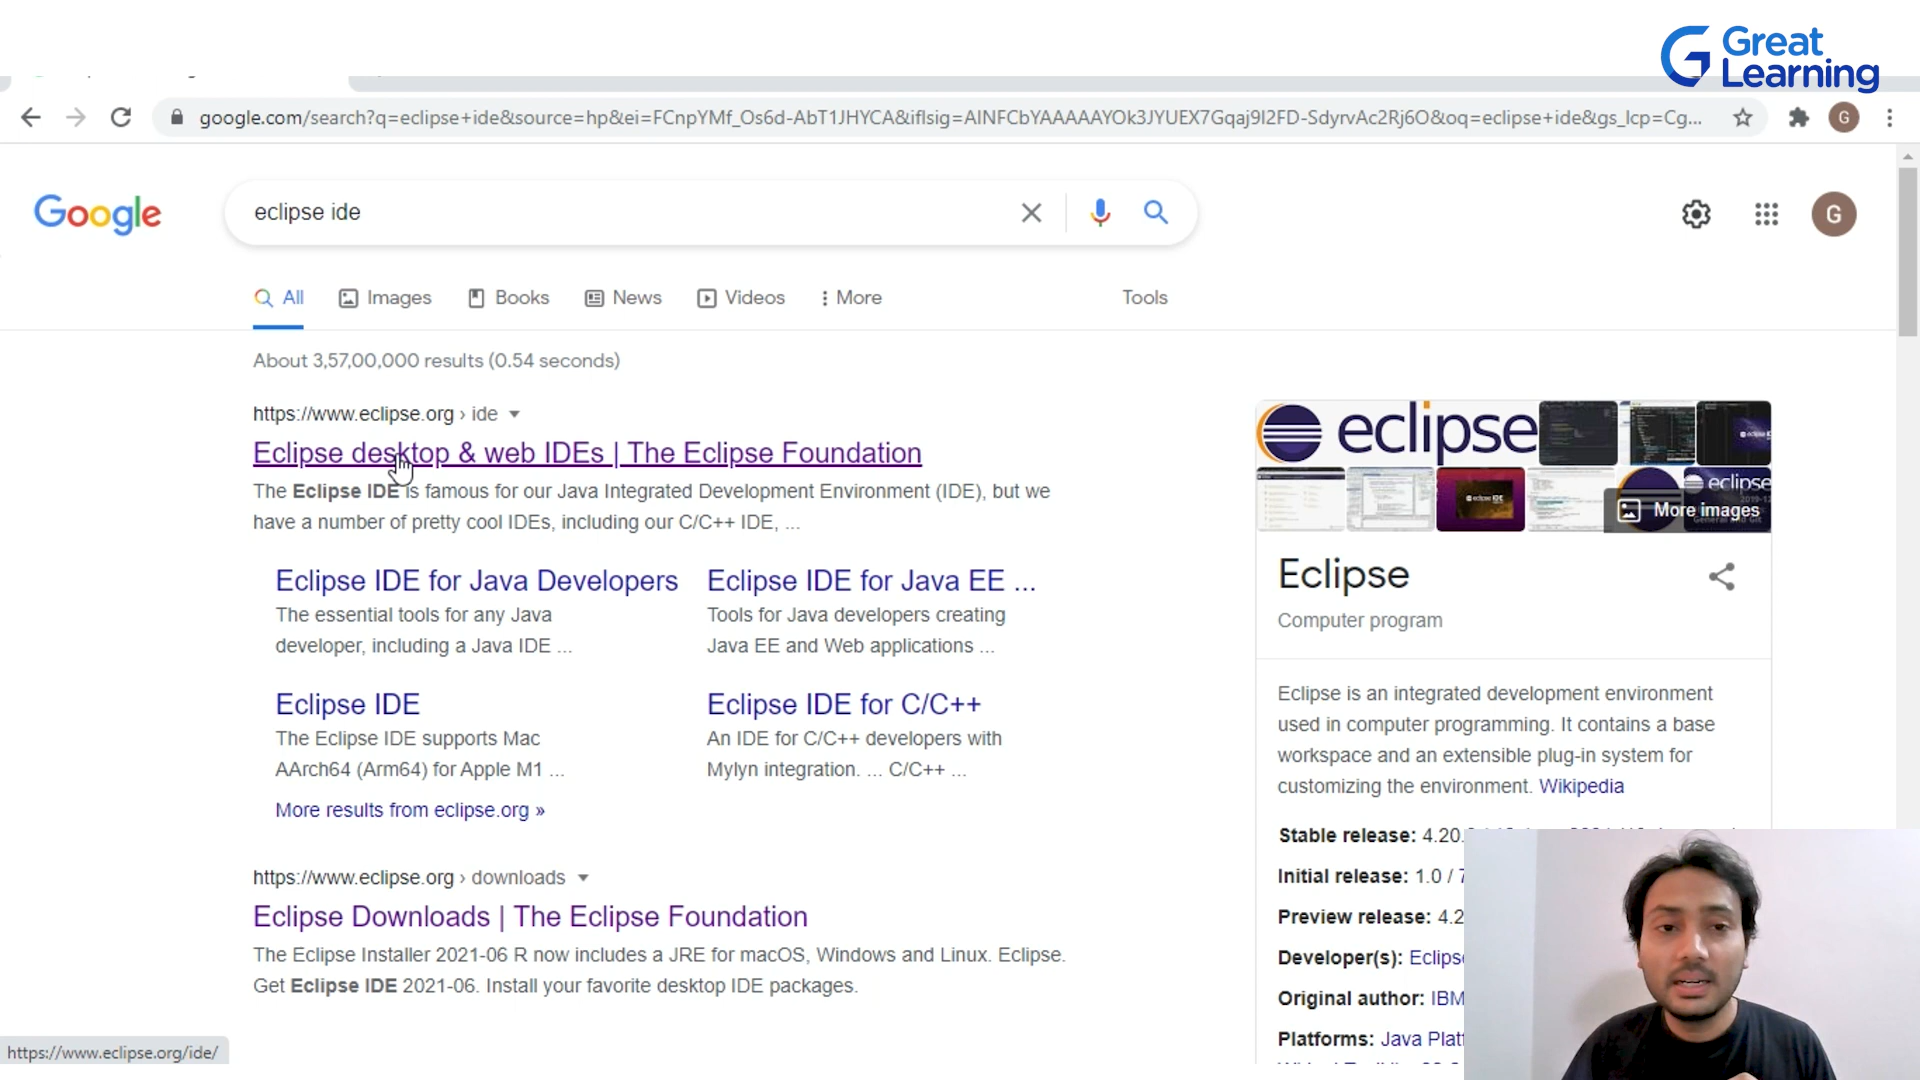 Great
Learning
google.com/search?q=eclipse+ide&source=hp&ei=FCnpYMf_Os6d-AbT1JHYCA&iflsig=AINFCbYAAAAAYOk3JYUEX7Gqaj9I2FD-SdyrvAc2Rj6O&oq=eclipse+ide&gs_lcp=Cg...
G
Google
eclipse ide
G
All
Images
Books
News
Videos
More
Tools
About 3,57,00,000 results (0.54 seconds)
https://www.eclipse.org › ide
Eclipse desktop & web IDEs | The Eclipse Foundation
The Eclipse IDE is famous for our Java Integrated Development Environment (IDE), but we
have a number of pretty cool IDEs, including our C/C++ IDE, ...
Eclipse IDE for Java Developers
The essential tools for any Java
developer, including a Java IDE ...
Eclipse IDE for Java EE ...
Tools for Java developers creating
Java EE and Web applications ...
Eclipse IDE
The Eclipse IDE supports Mac
AArch64 (Arm64) for Apple M1 ...
Eclipse IDE for C/C++
An IDE for C/C++ developers with
Mylyn integration. ... C/C++ ...
More results from eclipse.org »
https://www.eclipse.org › downloads
Eclipse Downloads | The Eclipse Foundation
The Eclipse Installer 2021-06 R now includes a JRE for macOS, Windows and Linux. Eclipse.
Get Eclipse IDE 2021-06. Install your favorite desktop IDE packages.
eclipse
eclipse
More images
Eclipse
Computer program
Eclipse is an integrated development environment
used in computer programming. It contains a base
workspace and an extensible plug-in system for
customizing the environment. Wikipedia
Stable release: 4.20.
Initial release: 1.0 / 7
Preview release: 4.2
Developer(s): Eclips
Original author: IBM
Platforms: Java Plat
https://www.eclipse.org/ide/